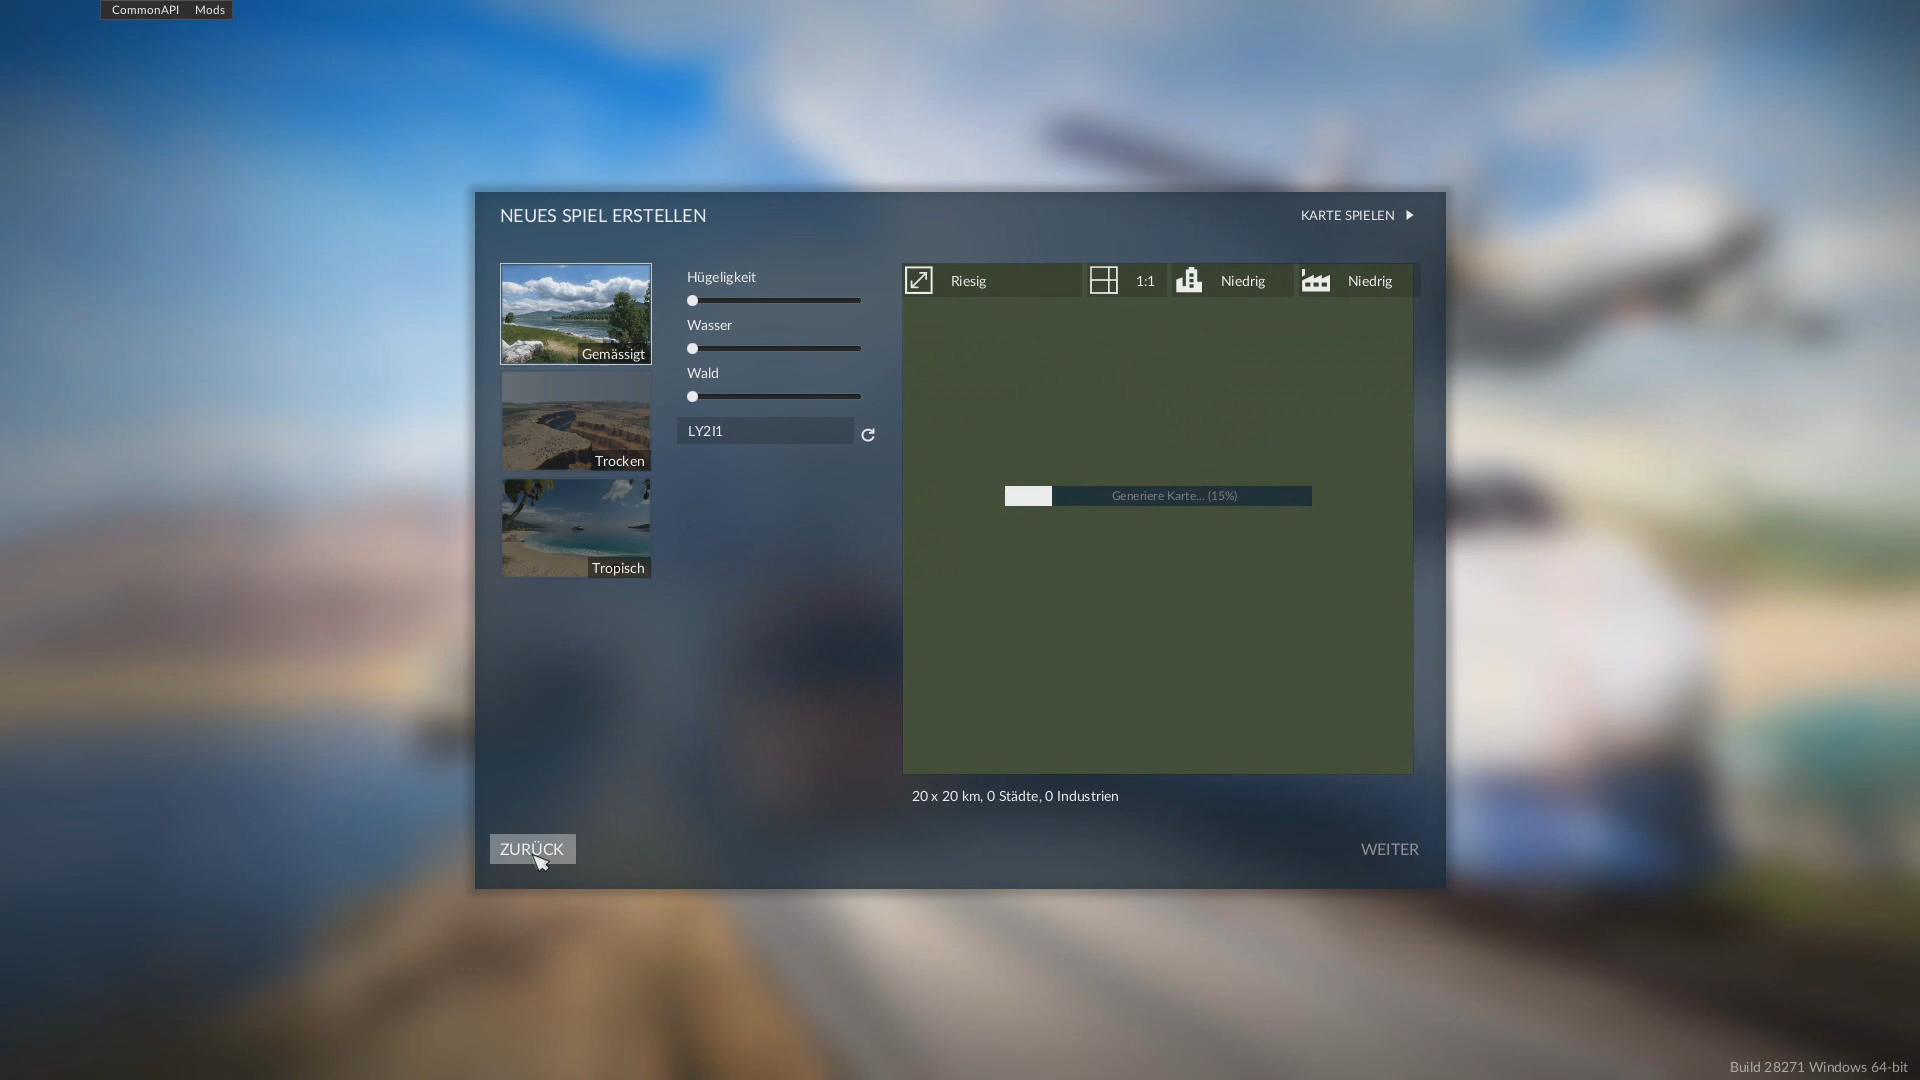 CommonAPI Mods
NEUES SPIEL ERSTELLEN
KARTE SPIELEN
Gemässigt
Trocken
Tropisch
Hügeligkeit
Wasser
Wald
LY2I1
Riesig 1:1 Niedrig Niedrig
Generiere Karte... (15%)
20 x 20 km, 0 Städte, 0 Industrien
ZURÜCK
WEITER
Build 28271 Windows 64-bit